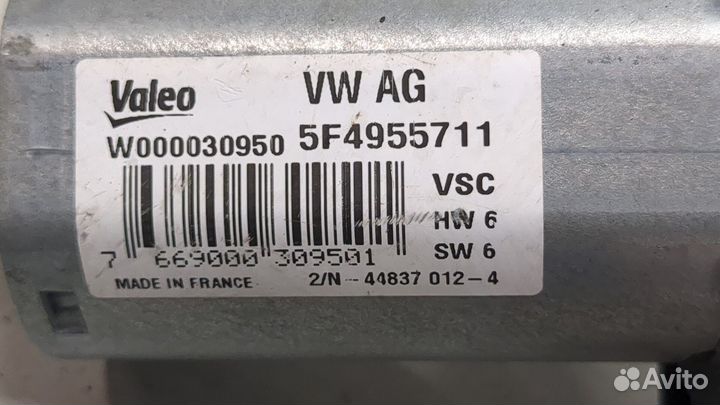 Valeo VW AG
W000030950 5F4955711
VSC
HW 6
SW 6
7 669000 309501
MADE IN FRANCE 2/N - 44837 012-4
Avito